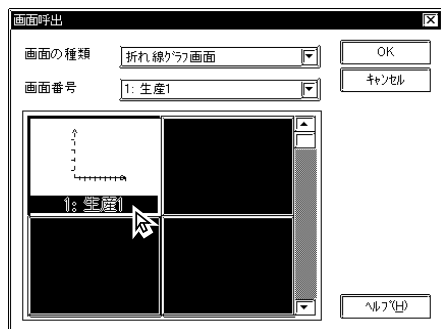 画面呼出
画面の種類
折れ線ｸﾞﾗﾌ画面
OK
画面番号
1: 生産1
ｷｬﾝｾﾙ
1: 生産1
ﾍﾙﾌﾟ(H)